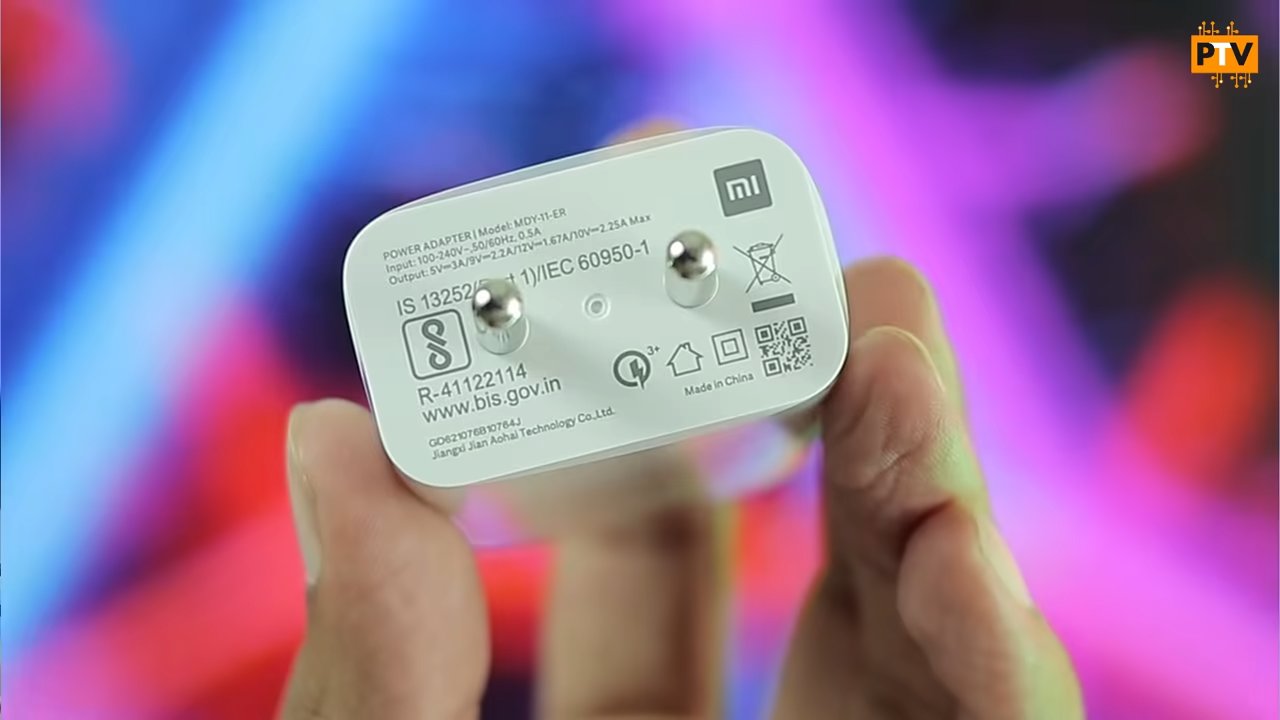 PTV
mi
POWER ADAPTER | Model: MDY-11-ER
Input: 100-240V~,50/60Hz, 0.5A
Output: 5V⎓3A/9V⎓2.2A/12V⎓1.67A/10V⎓2.25A Max
IS 13252 1)/IEC 60950-1
R-41122114
www.bis.gov.in
3+
Made in China
GD621076B10764J
Jiangxi Jian Aohai Technology Co.,Ltd.